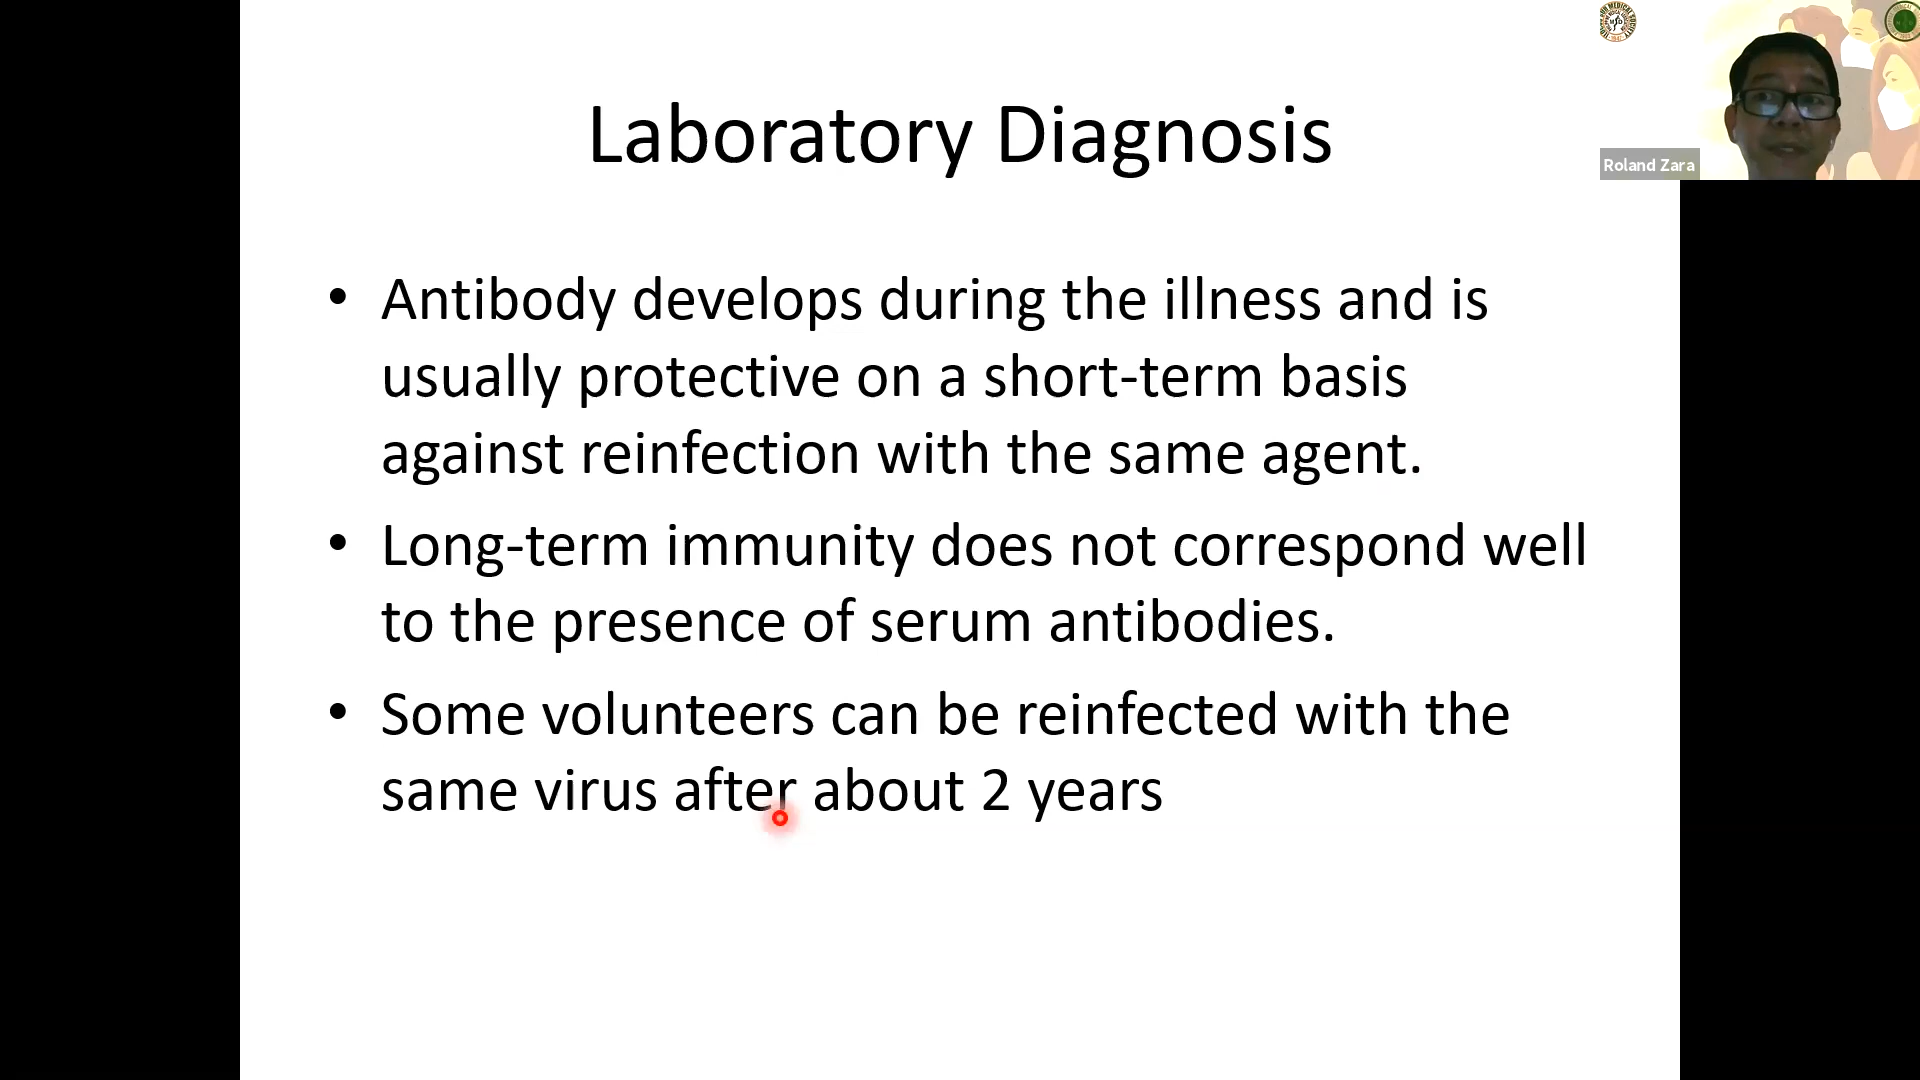 Laboratory Diagnosis
Roland Zara
• Antibody develops during the illness and is
usually protective on a short-term basis
against reinfection with the same agent.
• Long-term immunity does not correspond well
to the presence of serum antibodies.
• Some volunteers can be reinfected with the
same virus after about 2 years